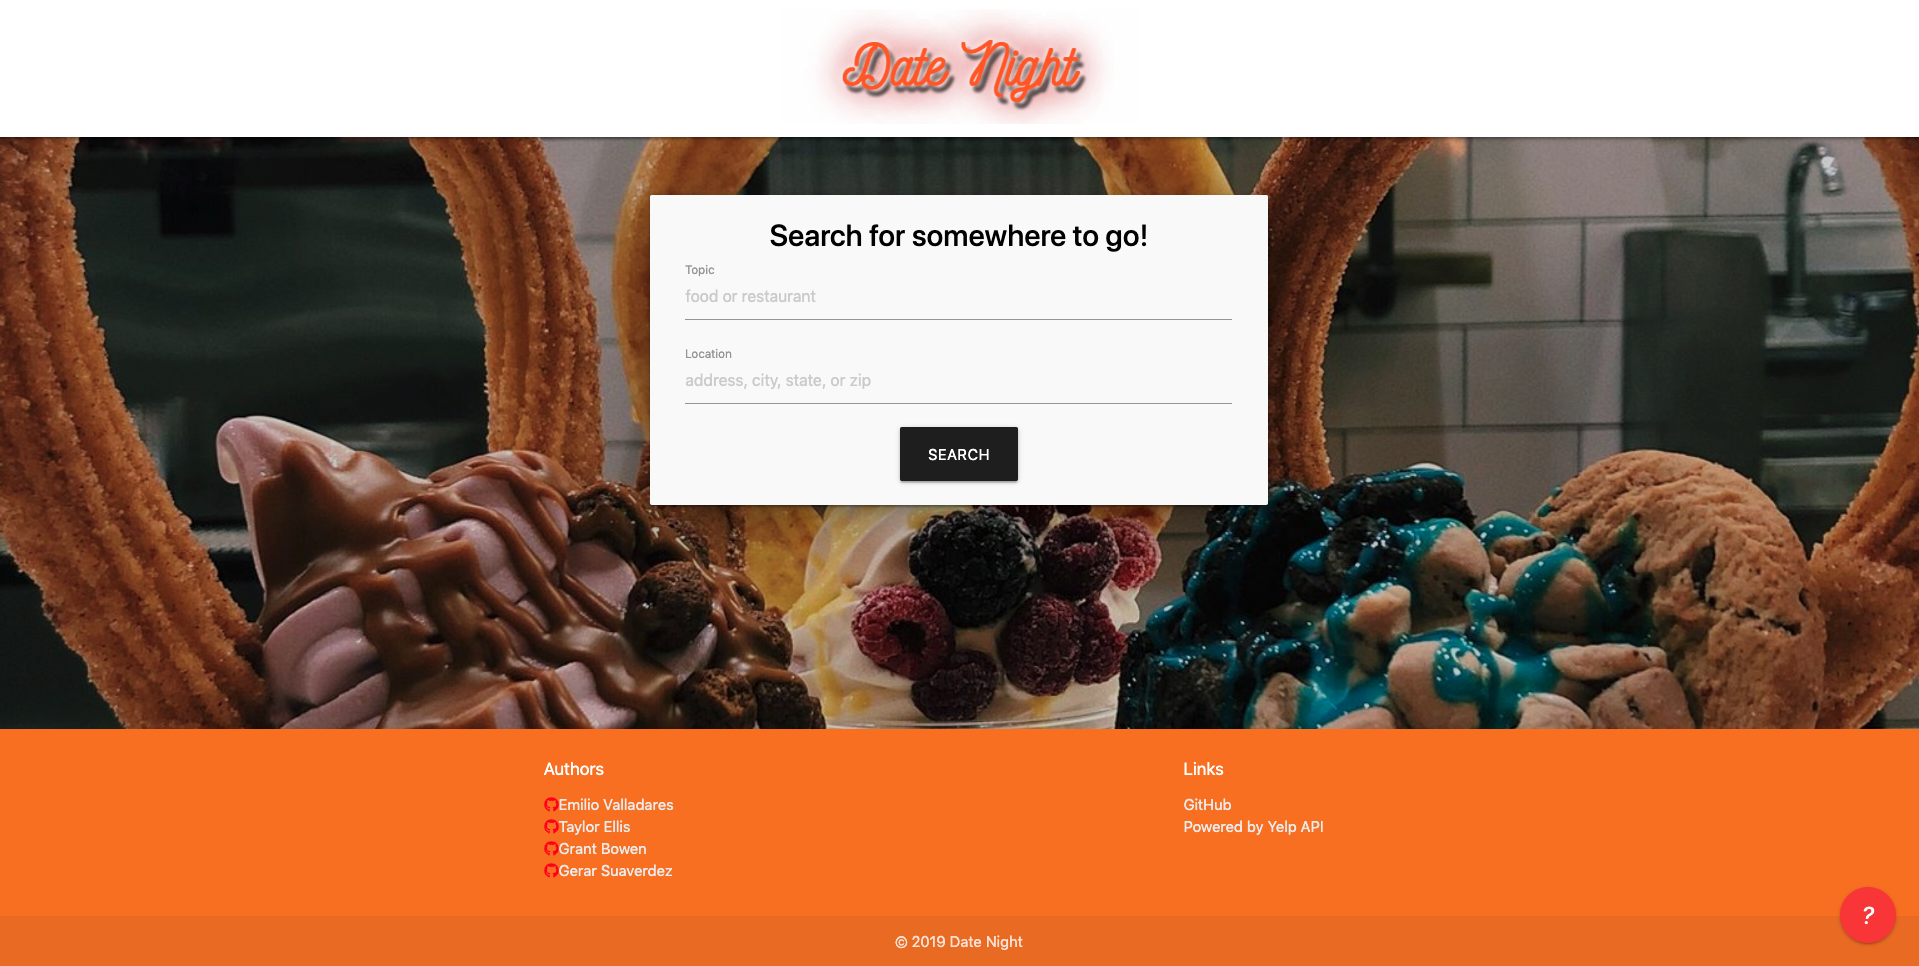 Date Night
Search for somewhere to go!
Topic
food or restaurant
Location
address, city, state, or zip
SEARCH
Authors
Emilio Valladares
Taylor Ellis
Grant Bowen
Gerar Suaverdez
Links
GitHub
Powered by Yelp API
?
© 2019 Date Night